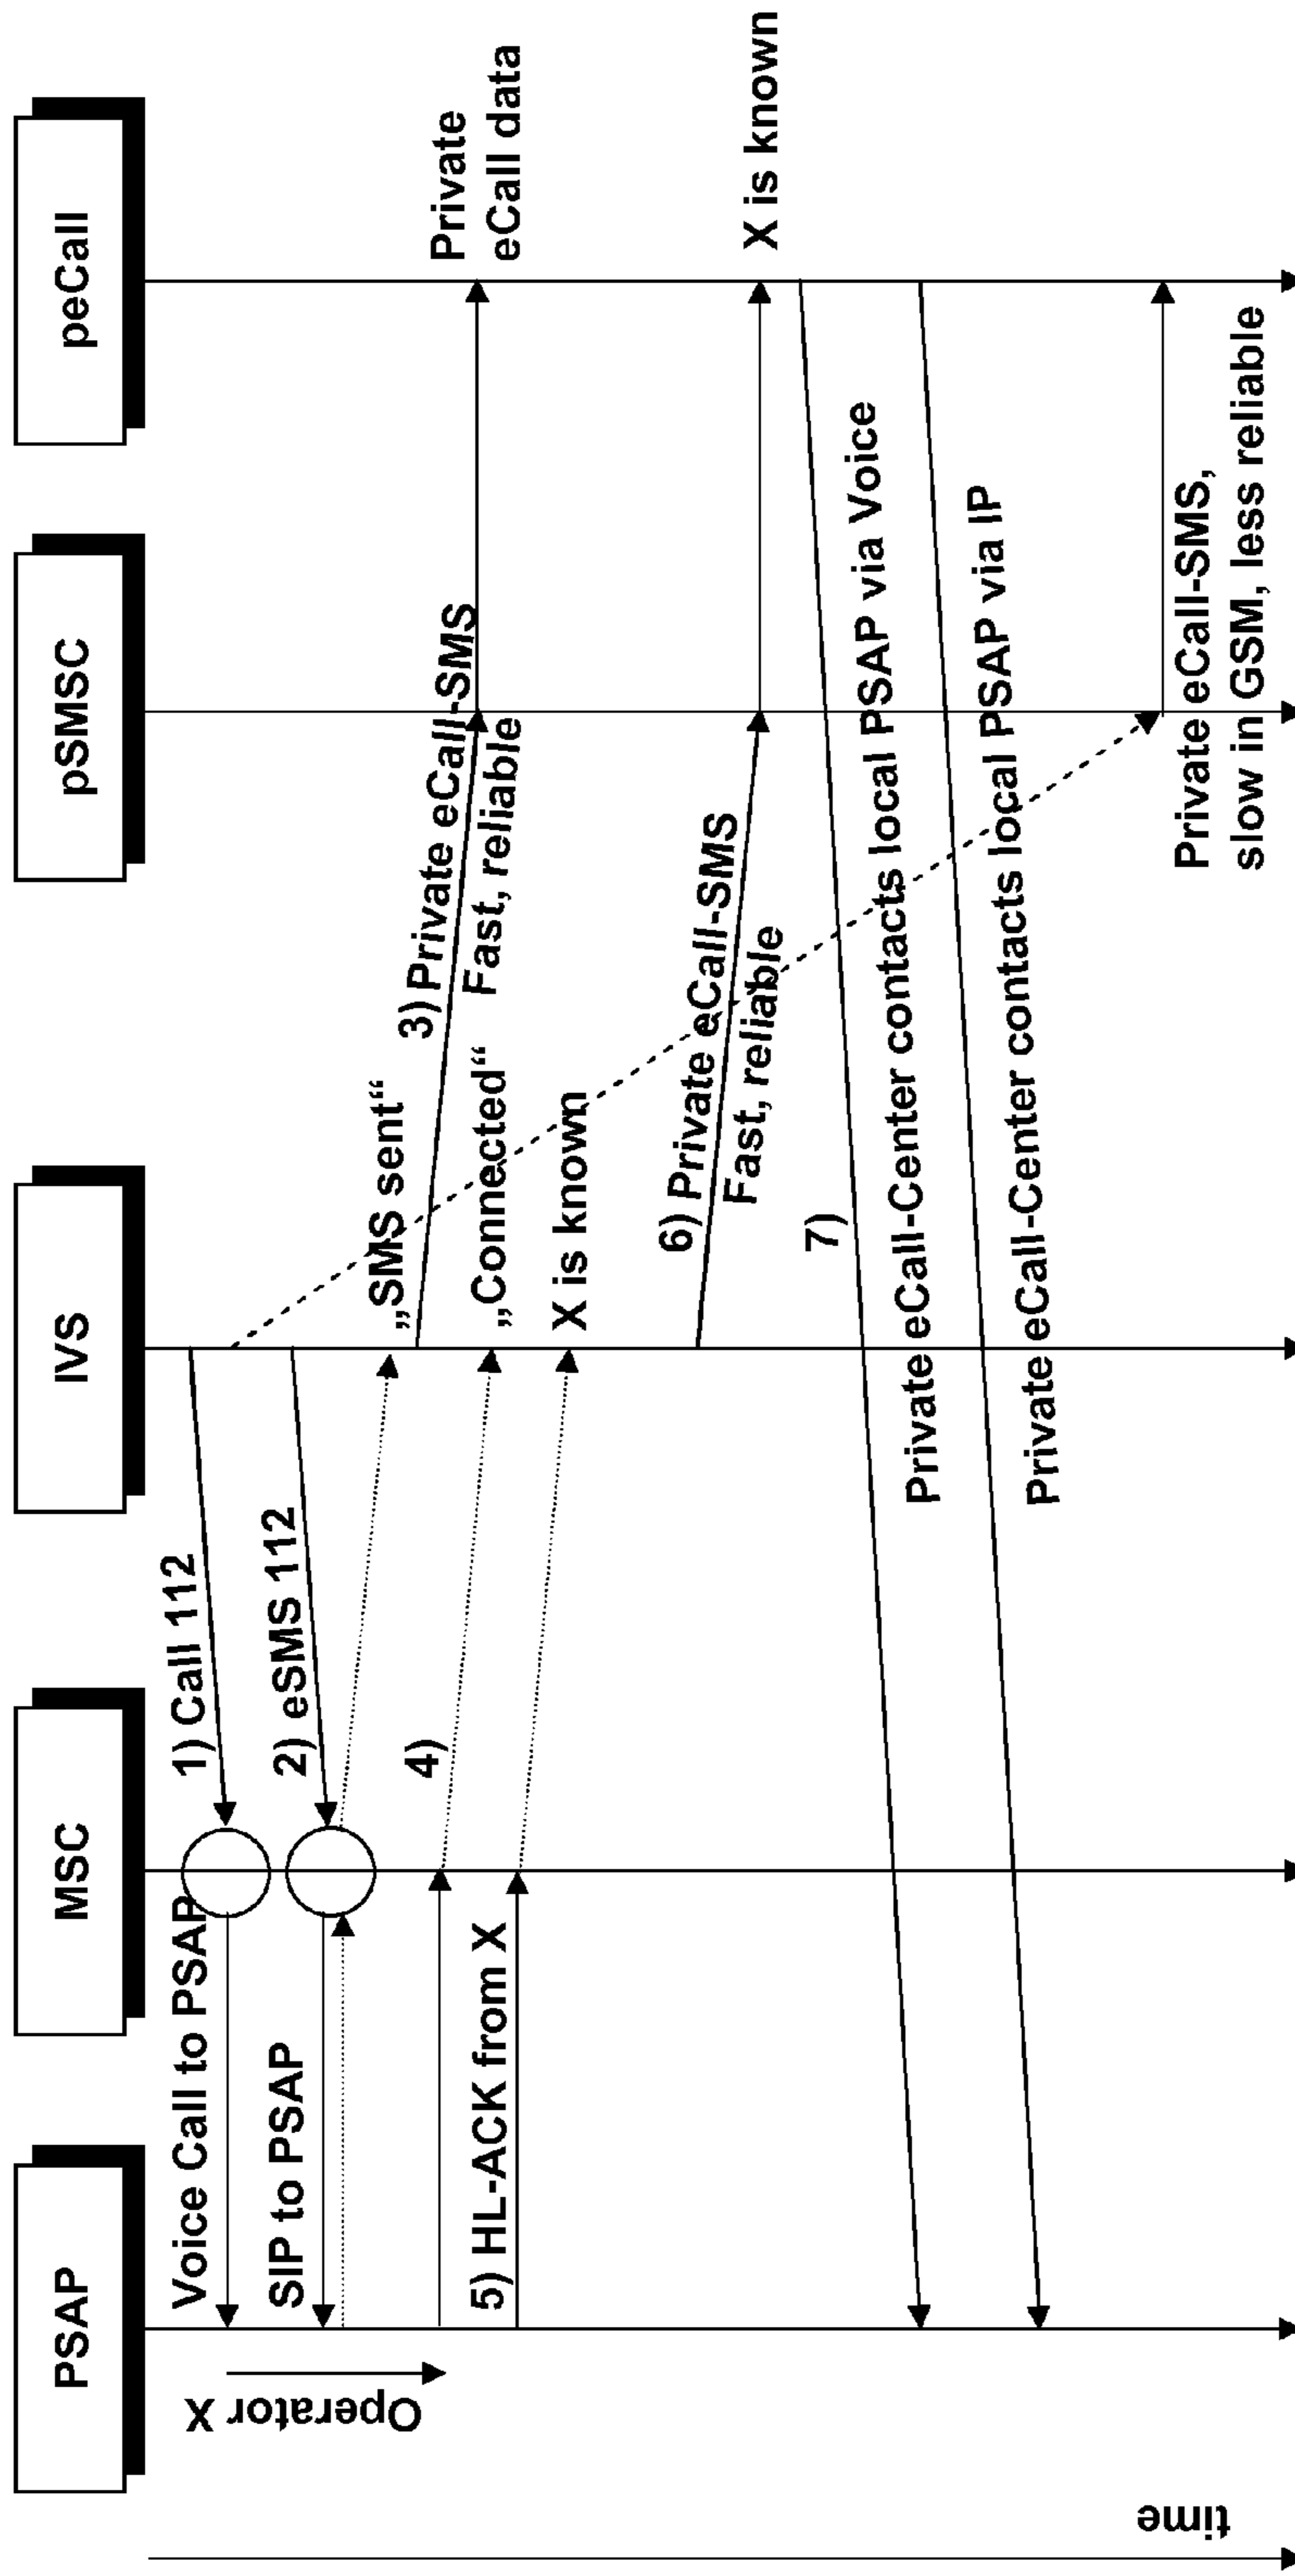 PSAP
MSC
IVS
pSMSC
peCall
Voice Call to PSAP
1) Call 112
SIP to PSAP
2) eSMS 112
Operator X
„SMS sent“
3) Private eCall-SMS
Fast, reliable
Private
eCall data
4)
„Connected“
5) HL-ACK from X
X is known
6) Private eCall-SMS
Fast, reliable
X is known
7)
Private eCall-Center contacts local PSAP via Voice
Private eCall-Center contacts local PSAP via IP
Private eCall-SMS,
slow in GSM, less reliable
time